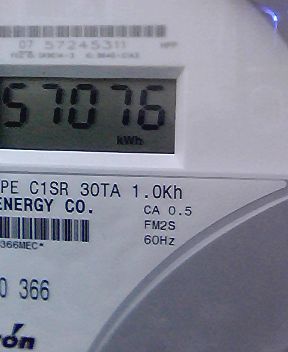 07 57245311
57076
kWh
PE C1SR 30TA 1.0Kh
ENERGY CO.
CA 0.5
FM2S
60Hz
366MEC*
0 366
ron